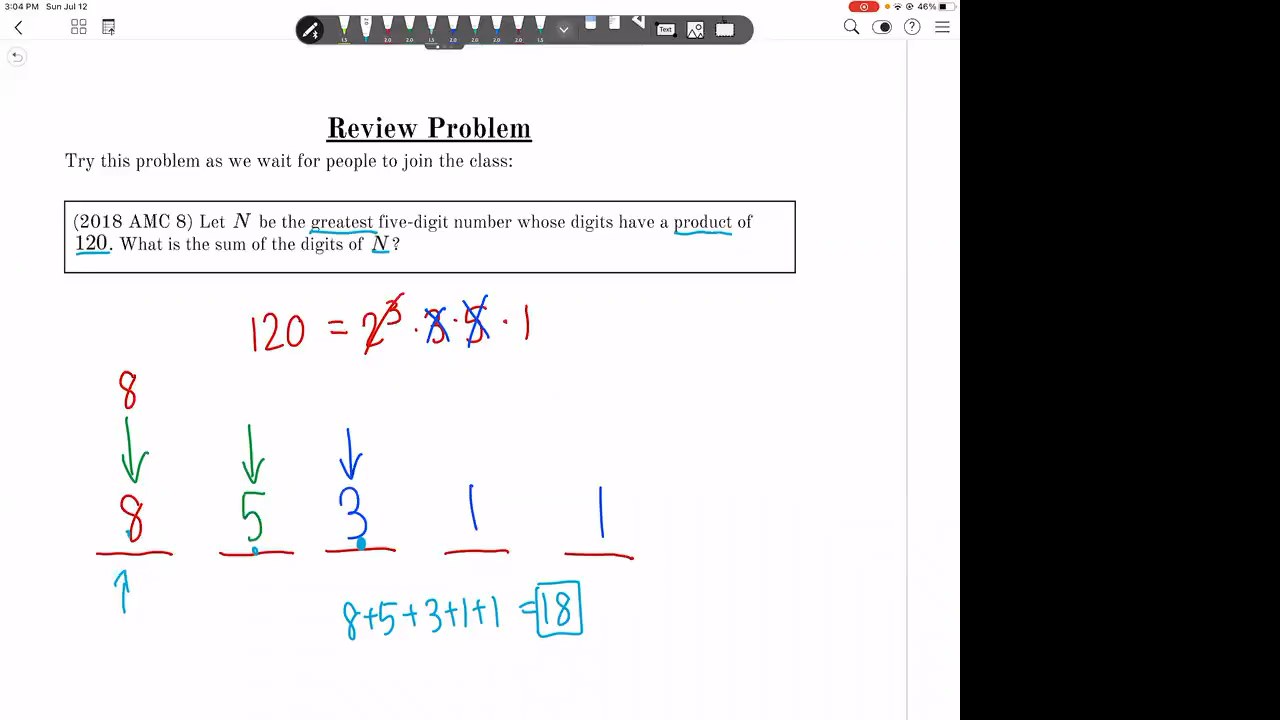 3:04 PM Sun Jul 12 46%
Text
Review Problem
Try this problem as we wait for people to join the class:
(2018 AMC 8) Let N be the greatest five-digit number whose digits have a product of
120. What is the sum of the digits of N?
120 = 2³ · 3 · 5 · 1
8
8 5 3 1 1
8+5+3+1+1 = 18